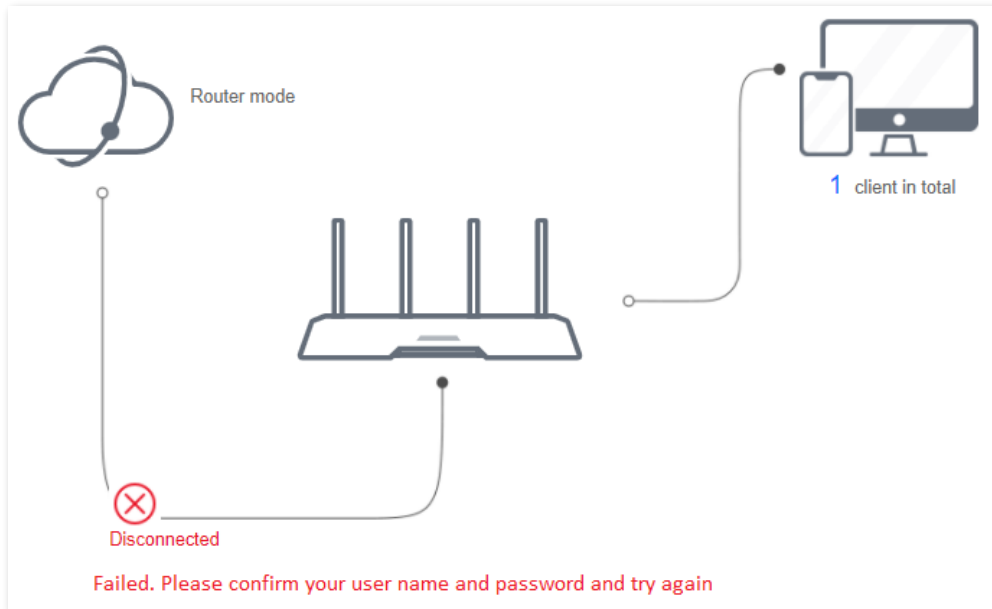 Router mode
1 client in total
Disconnected
Failed. Please confirm your user name and password and try again